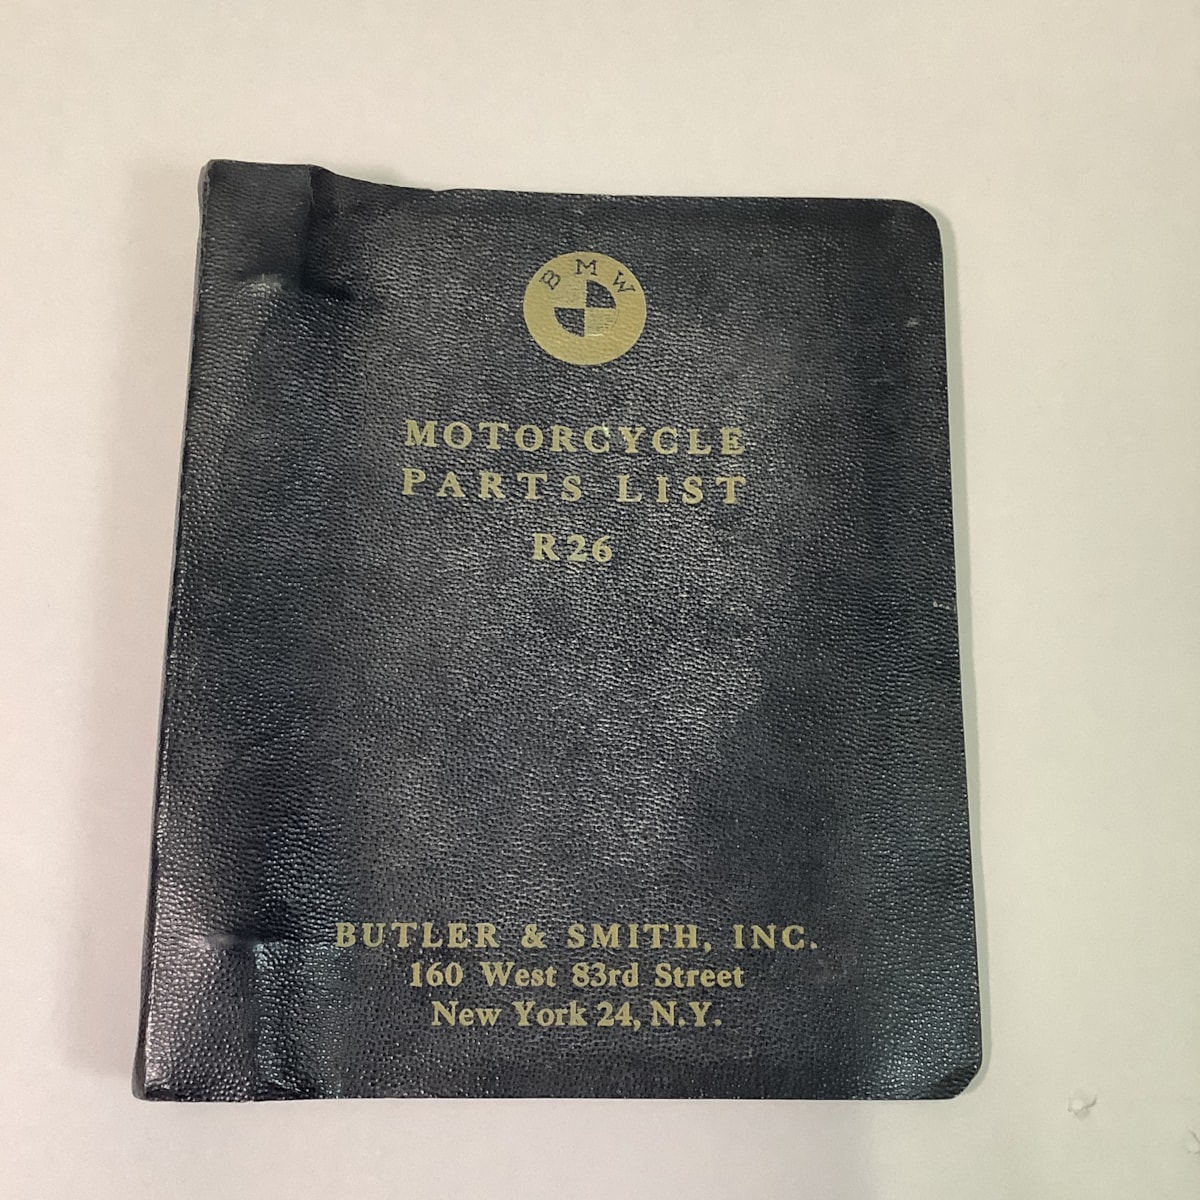 BMW
MOTORCYCLE
PARTS LIST
R26
BUTLER & SMITH, INC.
160 West 83rd Street
New York 24, N.Y.